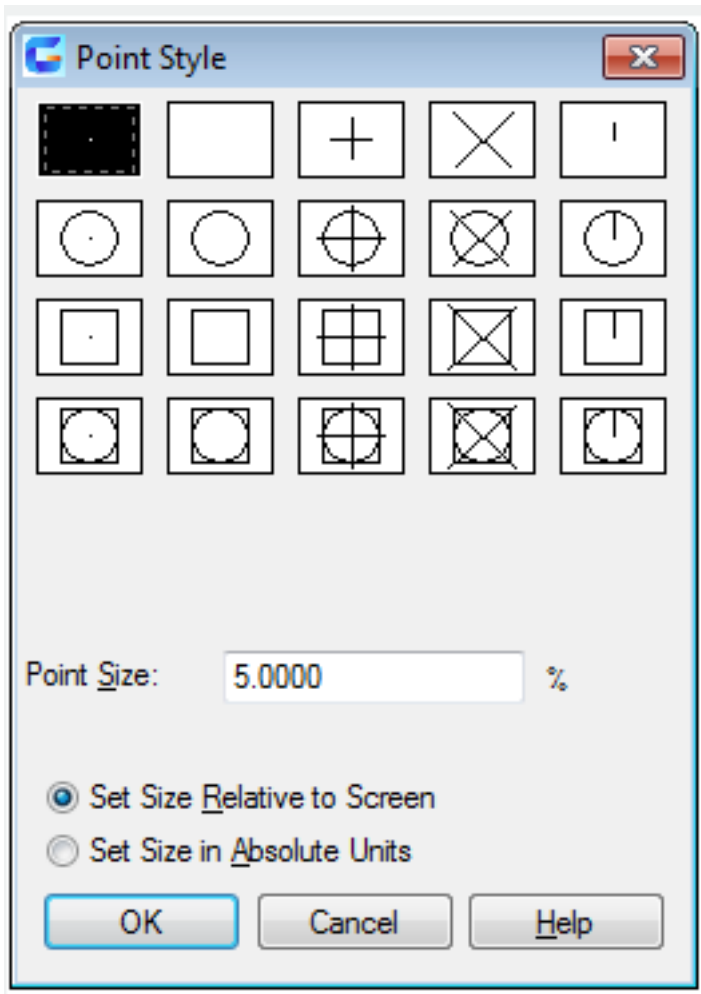 Point Style
Point Size: 5.0000 %
Set Size Relative to Screen
Set Size in Absolute Units
OK Cancel Help